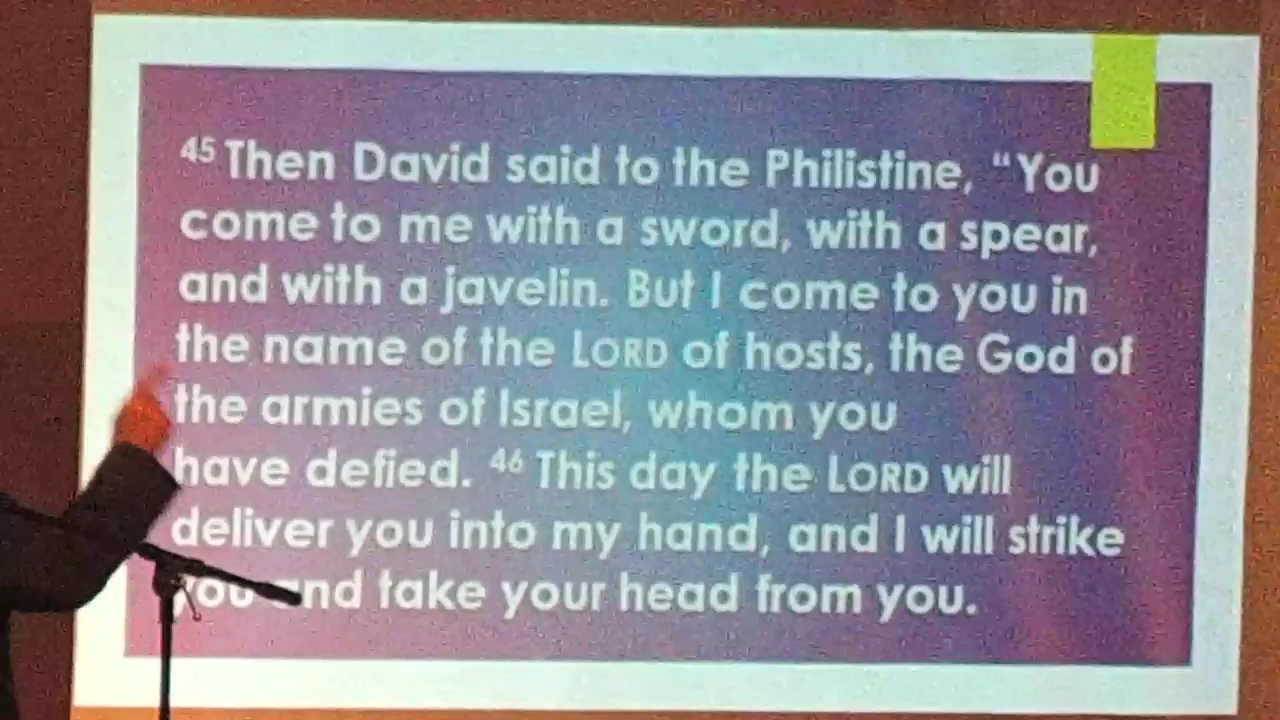 45 Then David said to the Philistine, “You
come to me with a sword, with a spear,
and with a javelin. But I come to you in
the name of the LORD of hosts, the God of
the armies of Israel, whom you
have defied. 46 This day the LORD will
deliver you into my hand, and I will strike
you and take your head from you.